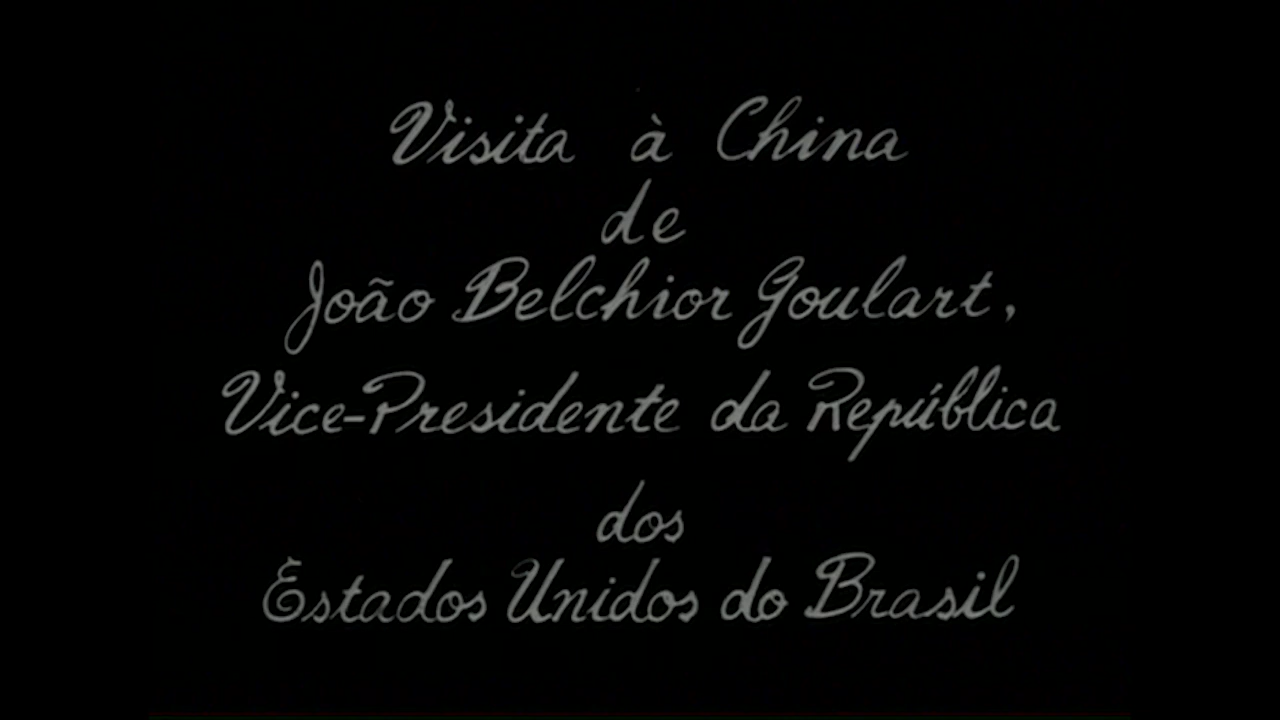 Visita à China
de
João Belchior Goulart,
Vice-Presidente da República
dos
Estados Unidos do Brasil